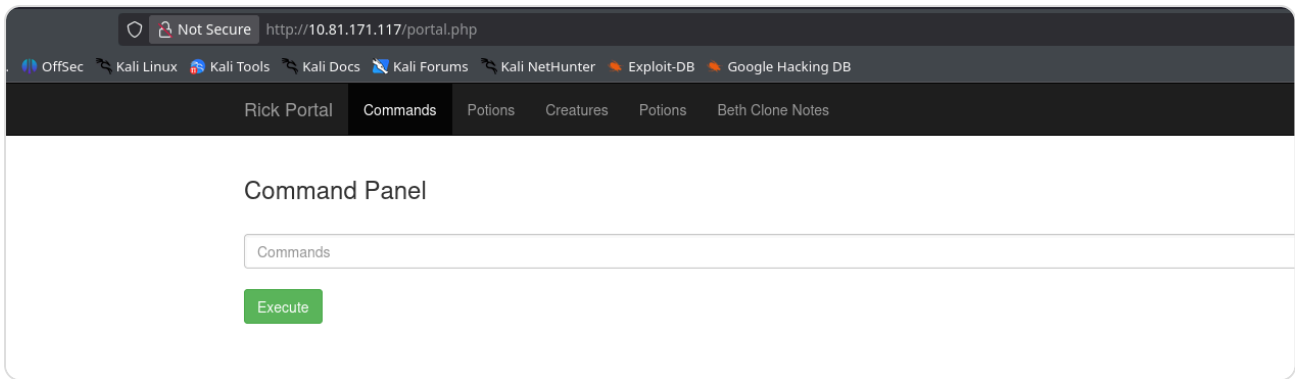 Not Secure http://10.81.171.117/portal.php
. OffSec Kali Linux Kali Tools Kali Docs Kali Forums Kali NetHunter Exploit-DB Google Hacking DB
Rick Portal Commands Potions Creatures Potions Beth Clone Notes
Command Panel
Commands
Execute